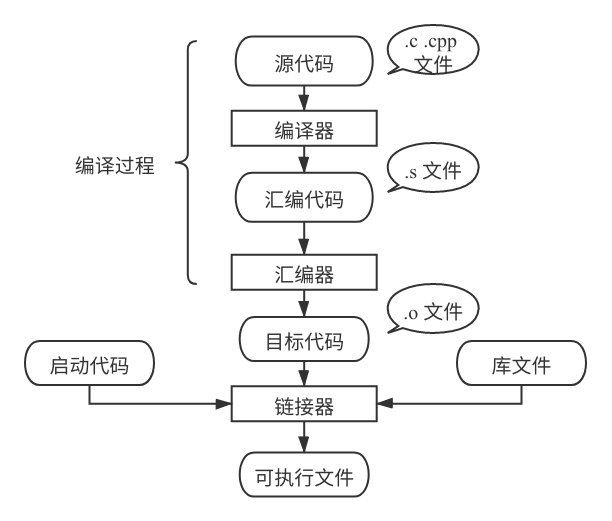 .c .cpp
文件
源代码
编译器
编译过程
.s 文件
汇编代码
汇编器
.o 文件
目标代码
启动代码
库文件
链接器
可执行文件